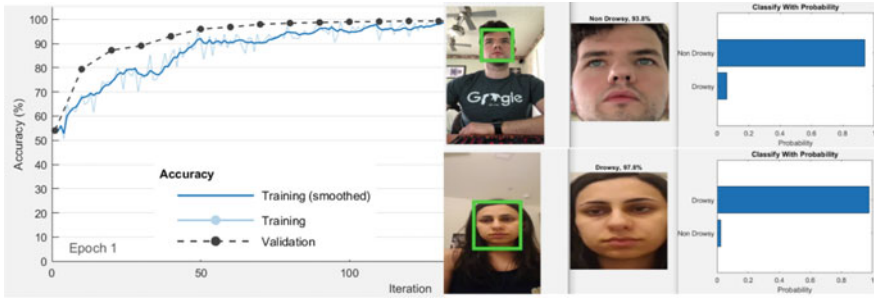 100
90
80
70
60
50
40
30
20
10
0
Accuracy (%)
Accuracy
Training (smoothed)
Training
Validation
Epoch 1
0
50
100
Iteration
Google
Non Drowsy, 93.8%
Classify With Probability
Non Drowsy
Drowsy
0
0.2
0.4
0.6
0.8
1
Probability
Drowsy, 97.8%
Classify With Probability
Drowsy
Non Drowsy
0
0.2
0.4
0.6
0.8
1
Probability